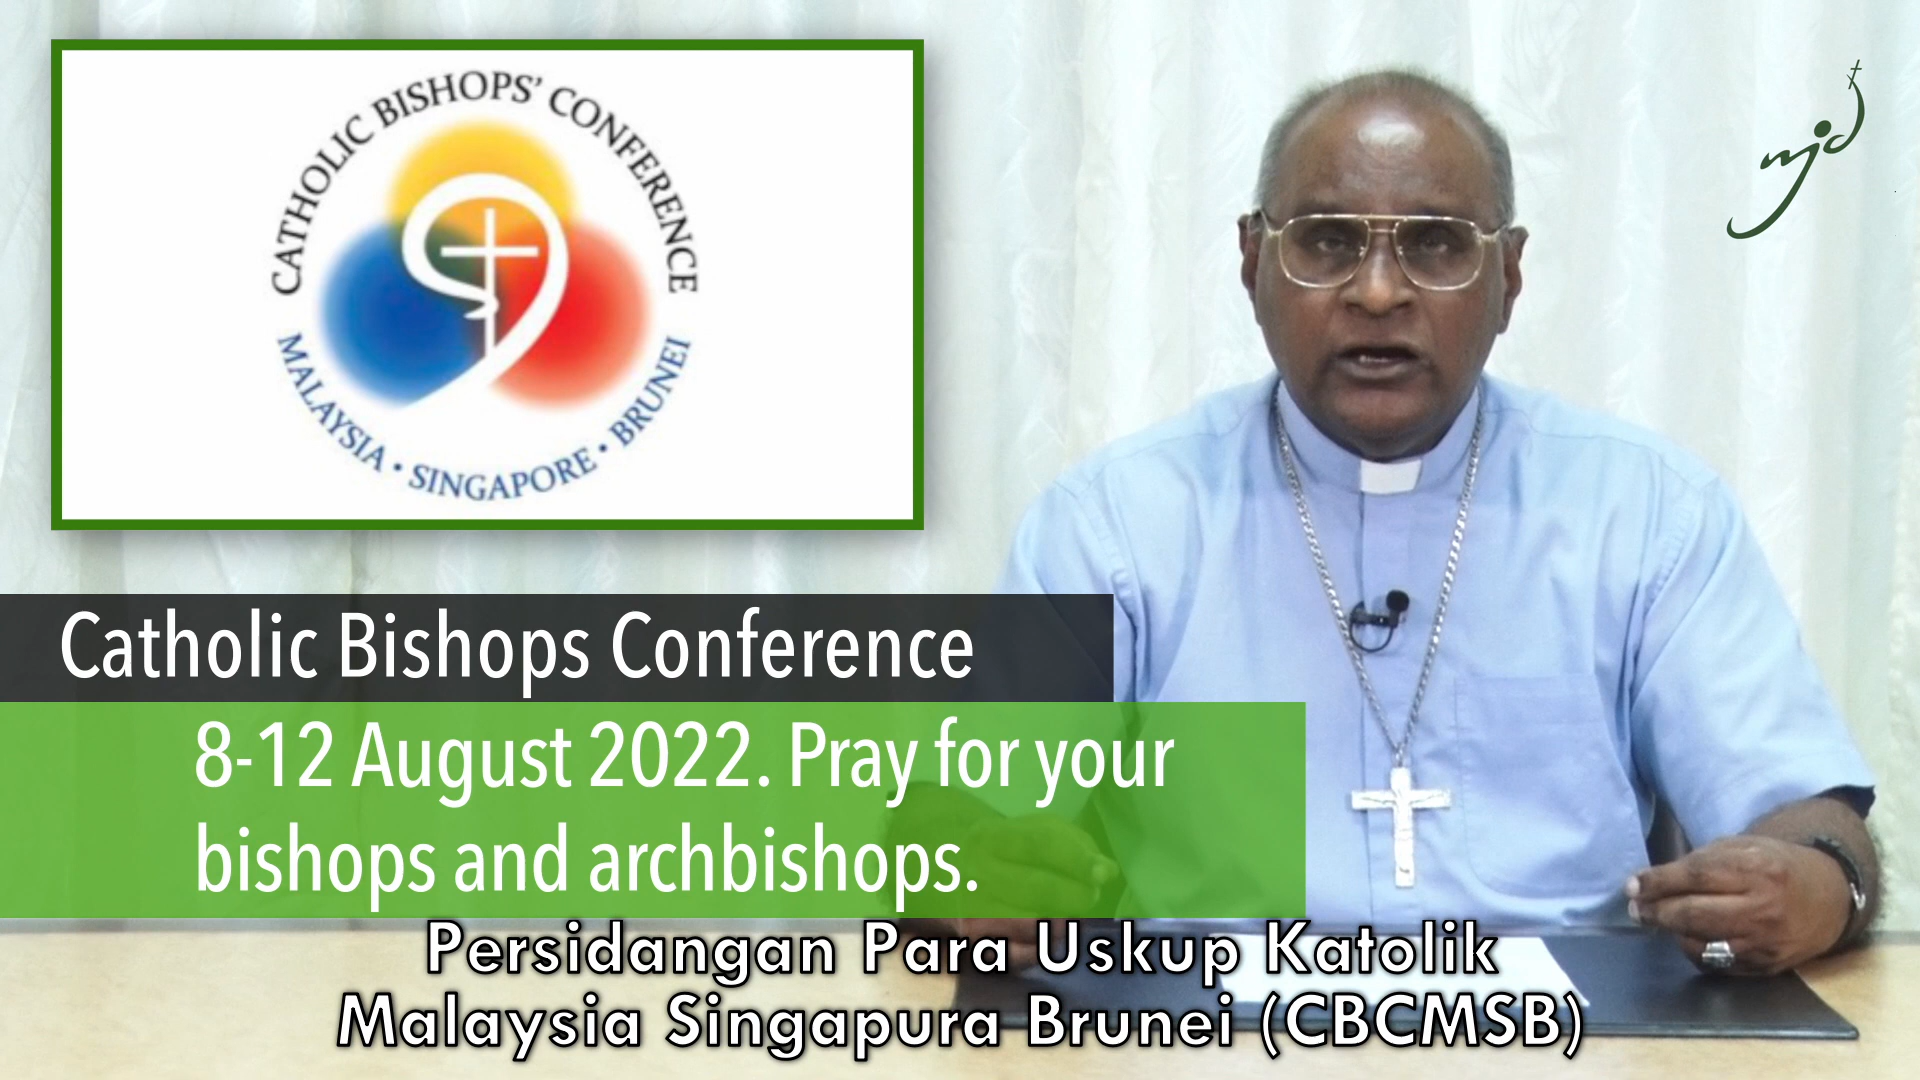 CATHOLIC BISHOPS' CONFERENCE
MALAYSIA • SINGAPORE • BRUNEI
mjd
Catholic Bishops Conference
8-12 August 2022. Pray for your
bishops and archbishops.
Persidangan Para Uskup Katolik
Malaysia Singapura Brunei (CBCMSB)